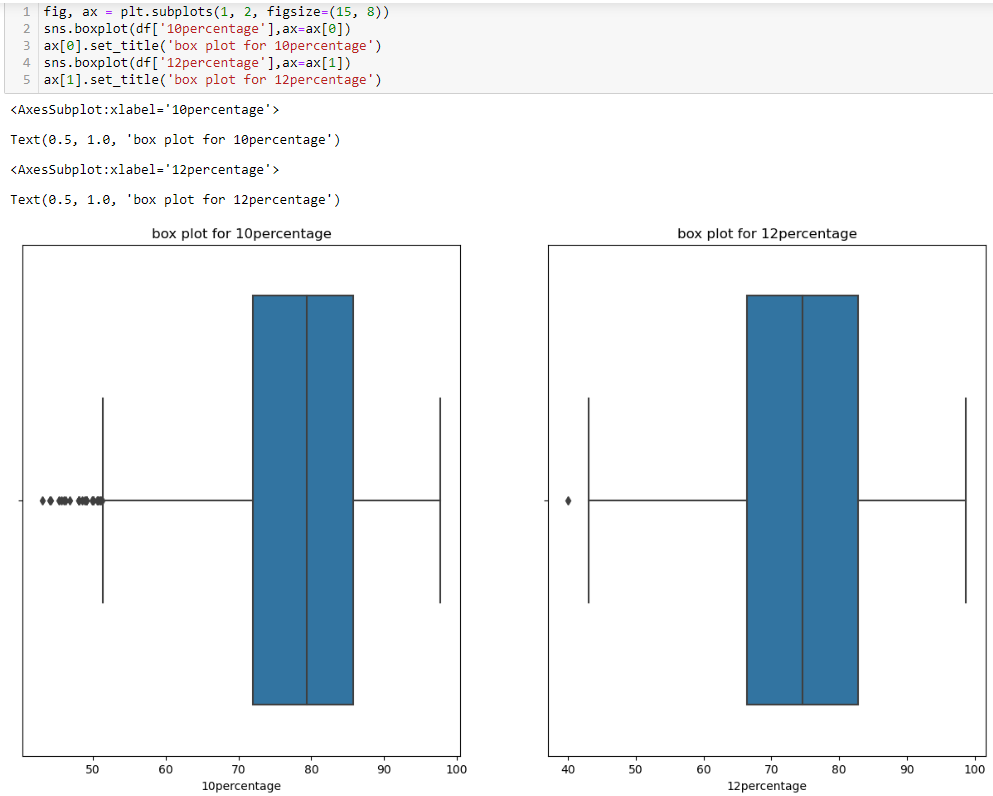 1 fig, ax = plt.subplots(1, 2, figsize=(15, 8))
2 sns.boxplot(df['10percentage'],ax=ax[0])
3 ax[0].set_title('box plot for 10percentage')
4 sns.boxplot(df['12percentage'],ax=ax[1])
5 ax[1].set_title('box plot for 12percentage')
<AxesSubplot:xlabel='10percentage'>
Text(0.5, 1.0, 'box plot for 10percentage')
<AxesSubplot:xlabel='12percentage'>
Text(0.5, 1.0, 'box plot for 12percentage')
box plot for 10percentage
50 60 70 80 90 100
10percentage
box plot for 12percentage
40 50 60 70 80 90 100
12percentage